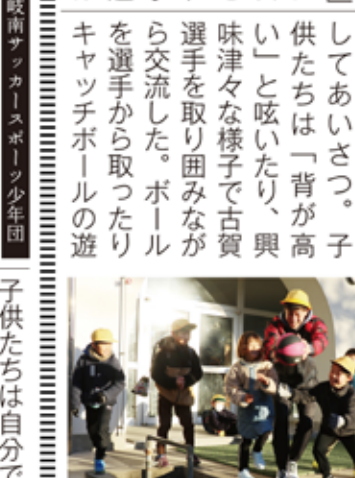 してあいさつ。子
供たちは「背が高
い」と呟いたり、興
味津々な様子で古賀
選手を取り囲みなが
ら交流した。ボール
を選手から取ったり
キャッチボールの遊
岐南サッカースポーツ少年団
子供たちは自分で